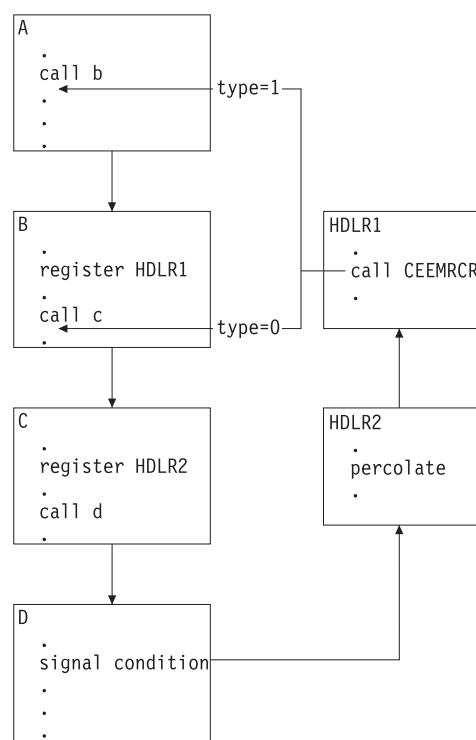 A
.
call b
.
.
.
type=1
B
.
register HDLR1
.
call c
.
type=0
HDLR1
.
call CEEMRCR
.
C
.
register HDLR2
.
call d
.
HDLR2
.
percolate
.
D
.
signal condition
.
.
.